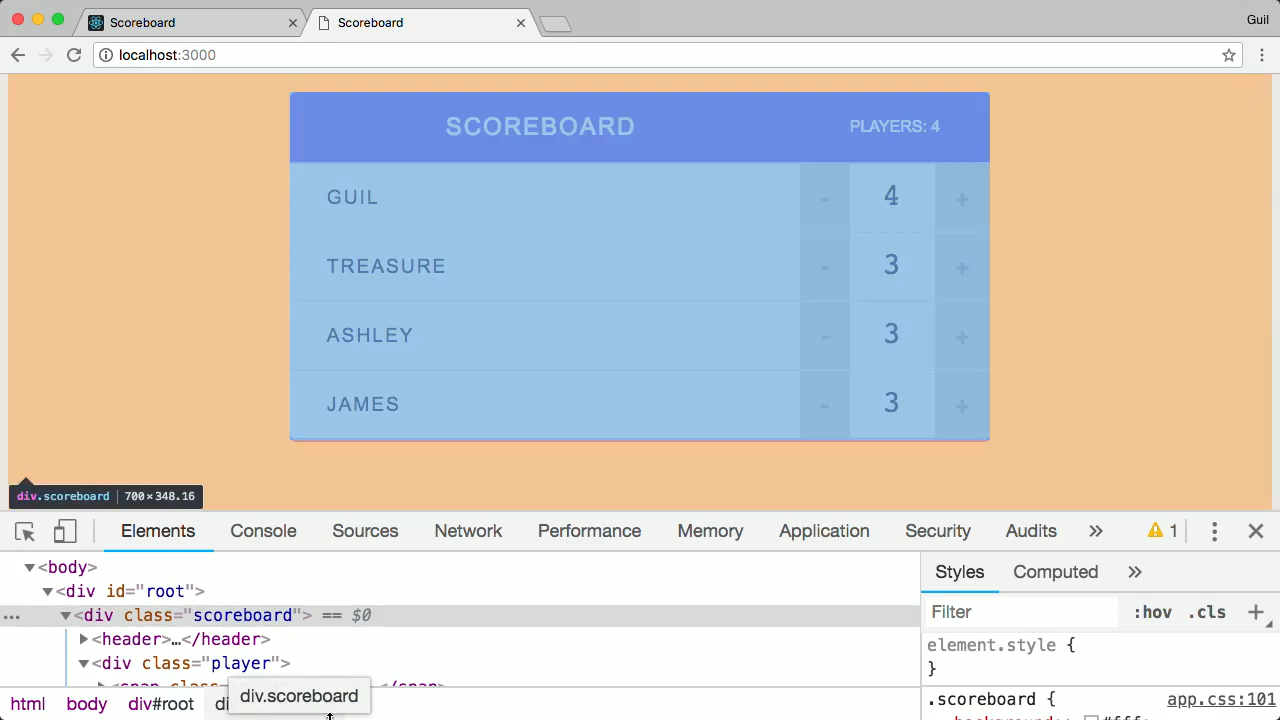 Scoreboard
Scoreboard
Guil
localhost:3000
SCOREBOARD
PLAYERS: 4
GUIL - 4 +
TREASURE - 3 +
ASHLEY - 3 +
JAMES - 3 +
div.scoreboard 700×348.16
Elements Console Sources Network Performance Memory Application Security Audits » 1
<body>
<div id="root">
... <div class="scoreboard"> == $0
<header>…</header>
<div class="player">
<span
</span>
html body div#root
div.scoreboard
Styles Computed »
Filter :hov .cls +
element.style {
}
.scoreboard { app.css:101